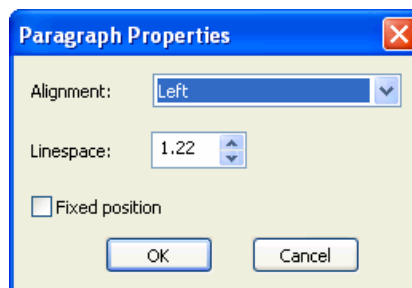 Paragraph Properties
Alignment: Left
Linespace: 1.22
Fixed position
OK Cancel